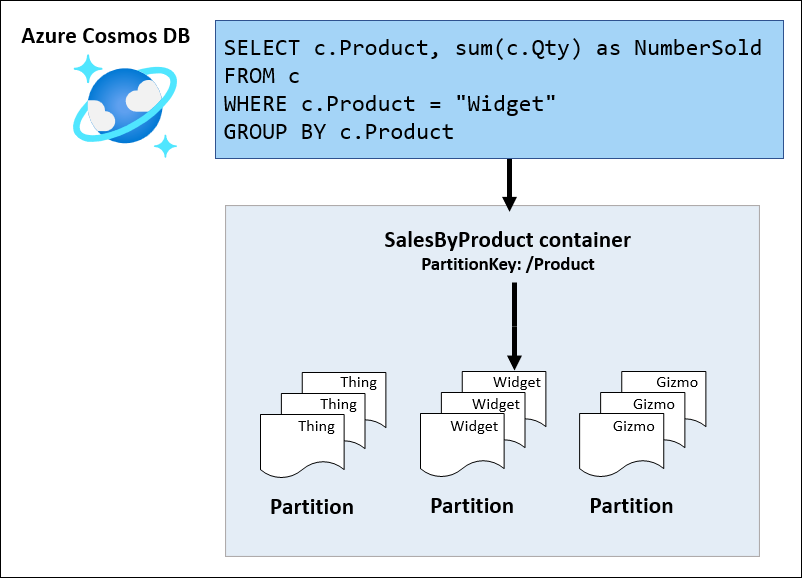 Azure Cosmos DB
SELECT c.Product, sum(c.Qty) as NumberSold
FROM c
WHERE c.Product = "Widget"
GROUP BY c.Product
SalesByProduct container
PartitionKey: /Product
Thing
Thing
Thing
Partition
Widget
Widget
Widget
Partition
Gizmo
Gizmo
Gizmo
Partition